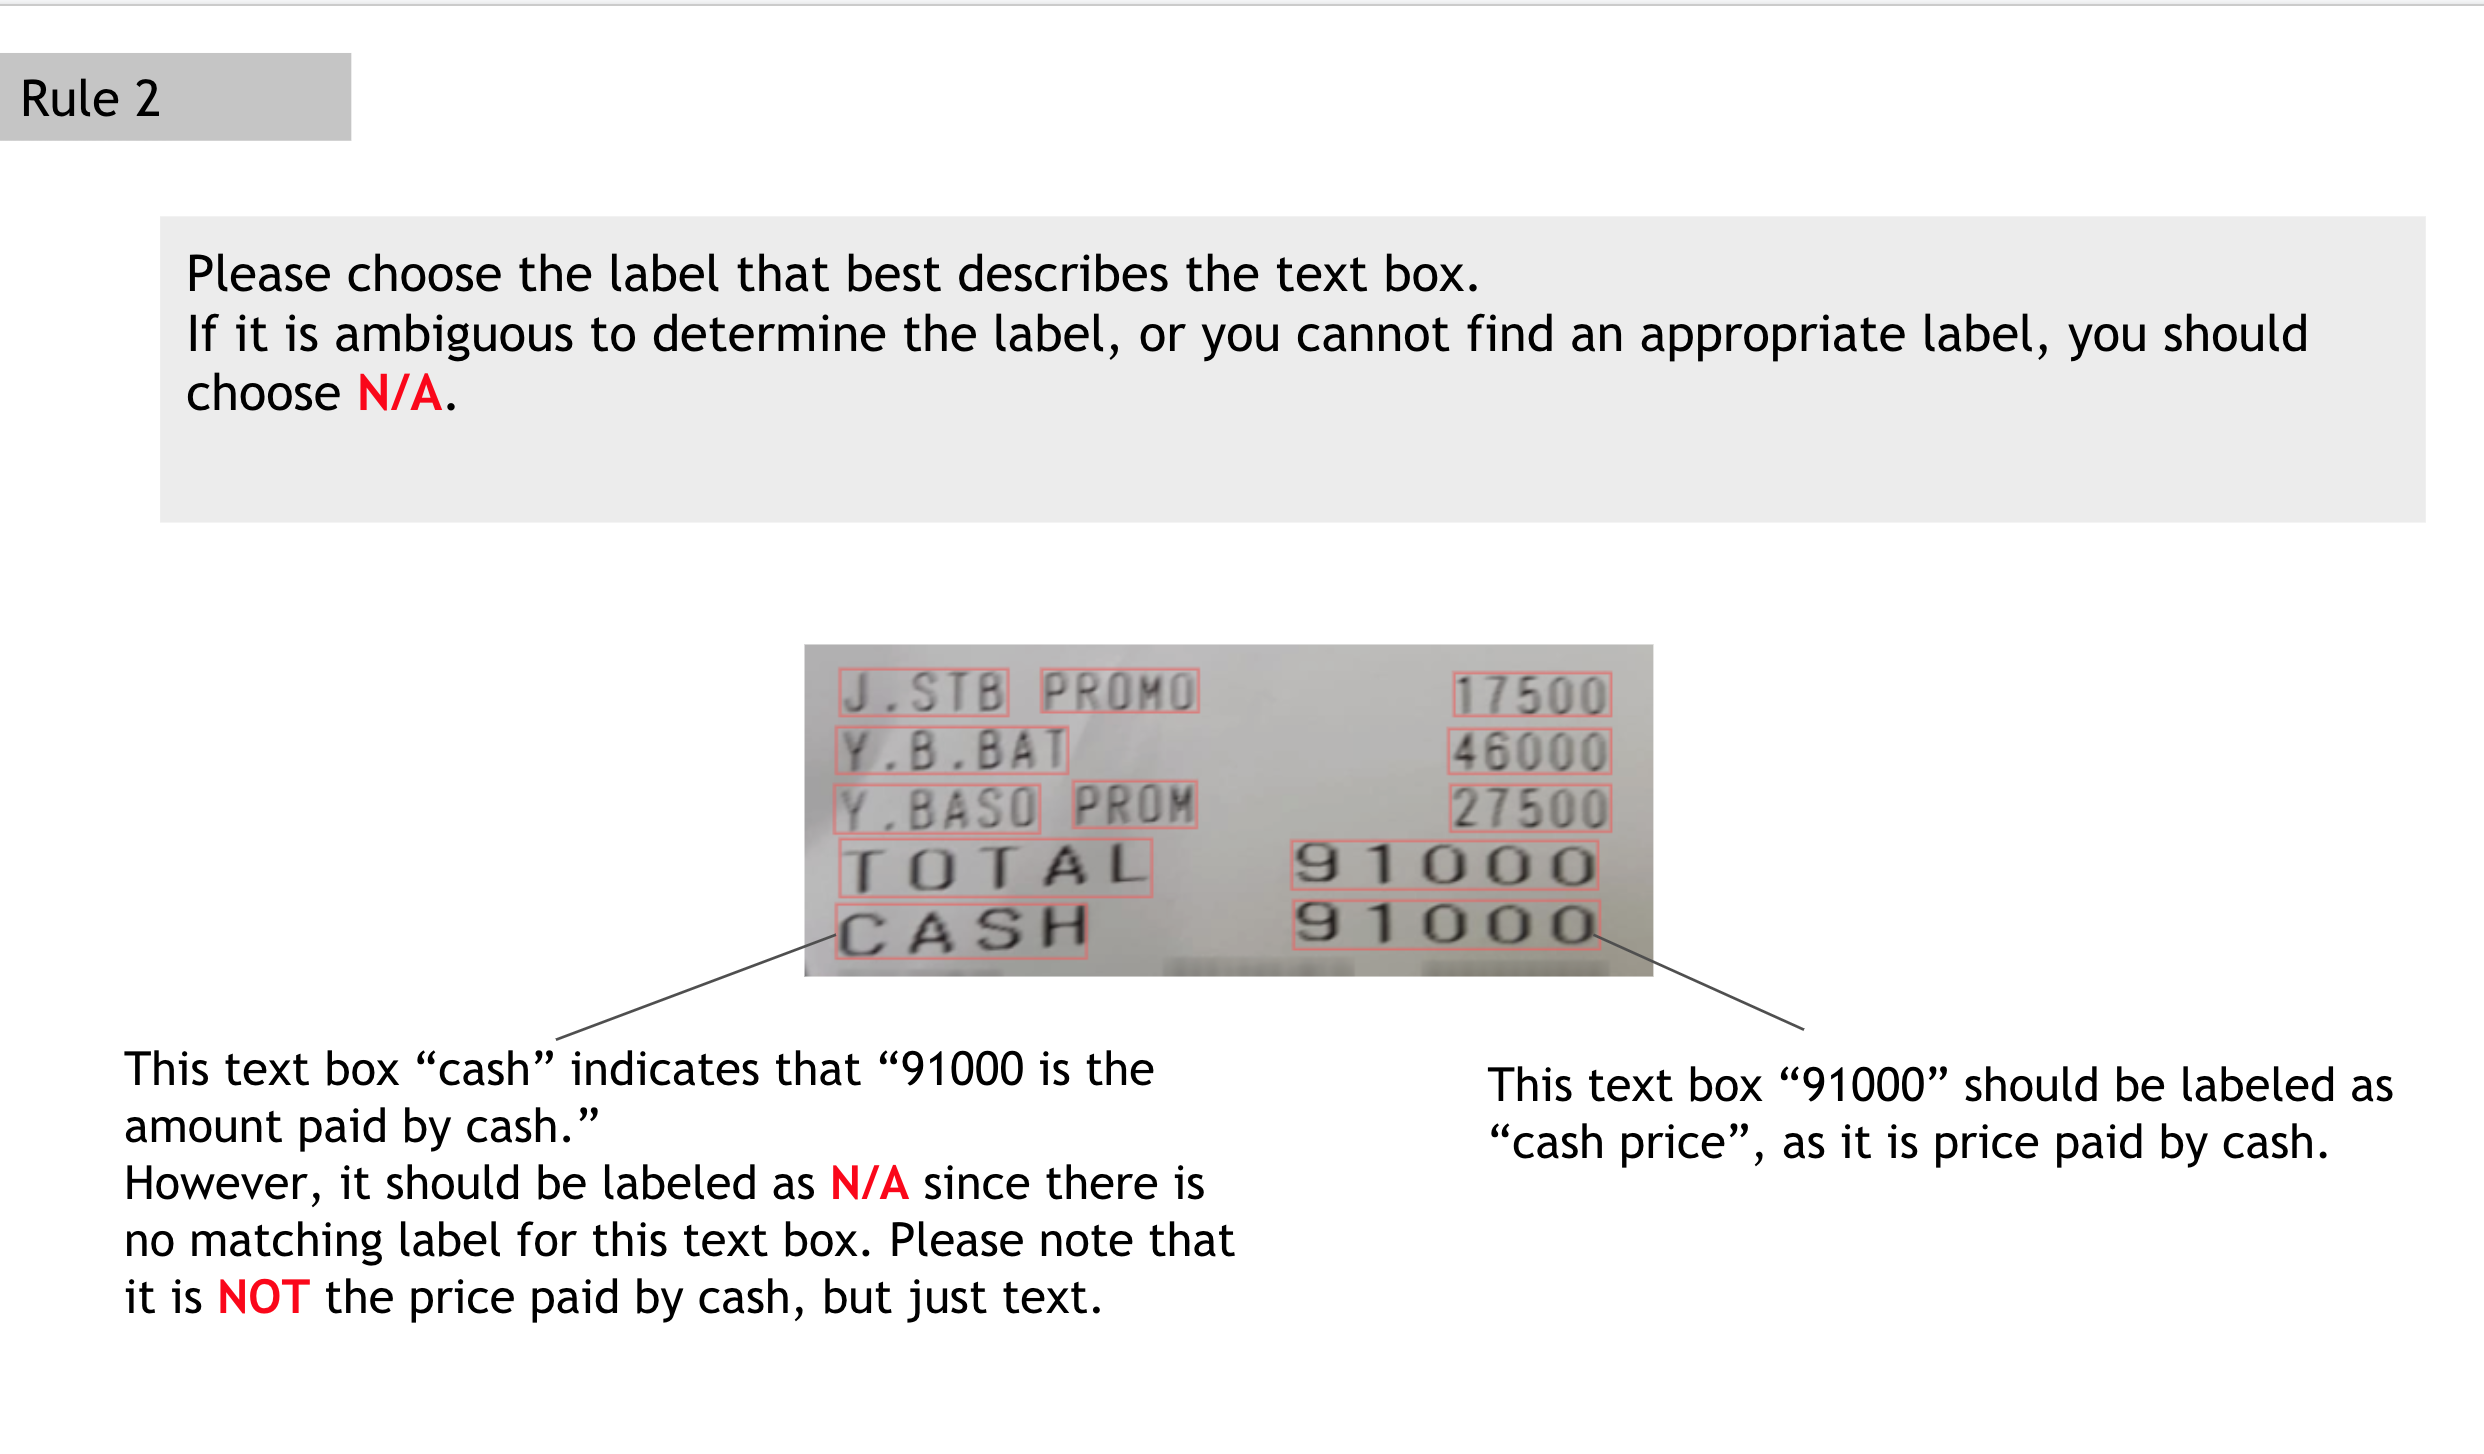 Rule 2
Please choose the label that best describes the text box.
If it is ambiguous to determine the label, or you cannot find an appropriate label, you should
choose N/A.
J.STB PROMO 17500
Y.B.BAT 46000
Y.BASO PROM 27500
TOTAL 91000
CASH 91000
This text box “cash” indicates that “91000 is the
amount paid by cash.”
However, it should be labeled as N/A since there is
no matching label for this text box. Please note that
it is NOT the price paid by cash, but just text.
This text box “91000” should be labeled as
“cash price”, as it is price paid by cash.